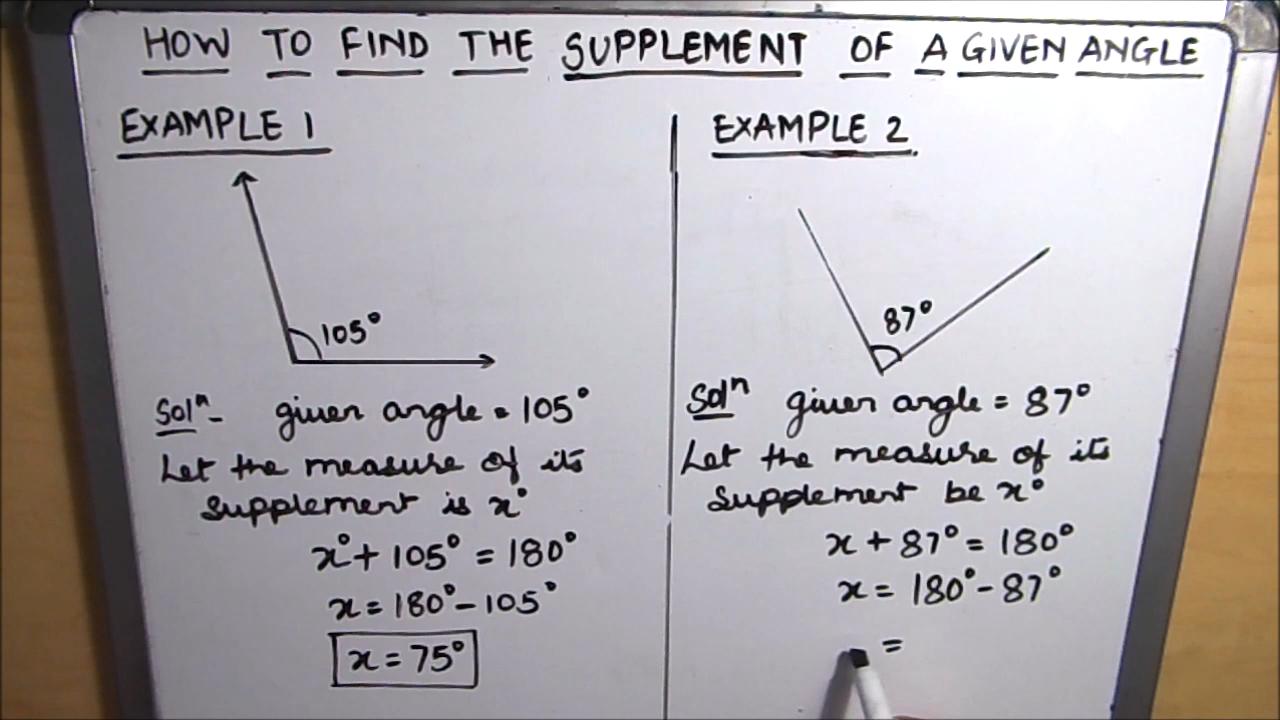 HOW TO FIND THE SUPPLEMENT OF A GIVEN ANGLE
EXAMPLE 1
105°
Solⁿ- given angle = 105°
Let the measure of its
supplement is x°
x° + 105° = 180°
x = 180° - 105°
x = 75°
EXAMPLE 2
87°
Solⁿ given angle = 87°
Let the measure of its
supplement be x°
x + 87° = 180°
x = 180° - 87°
=